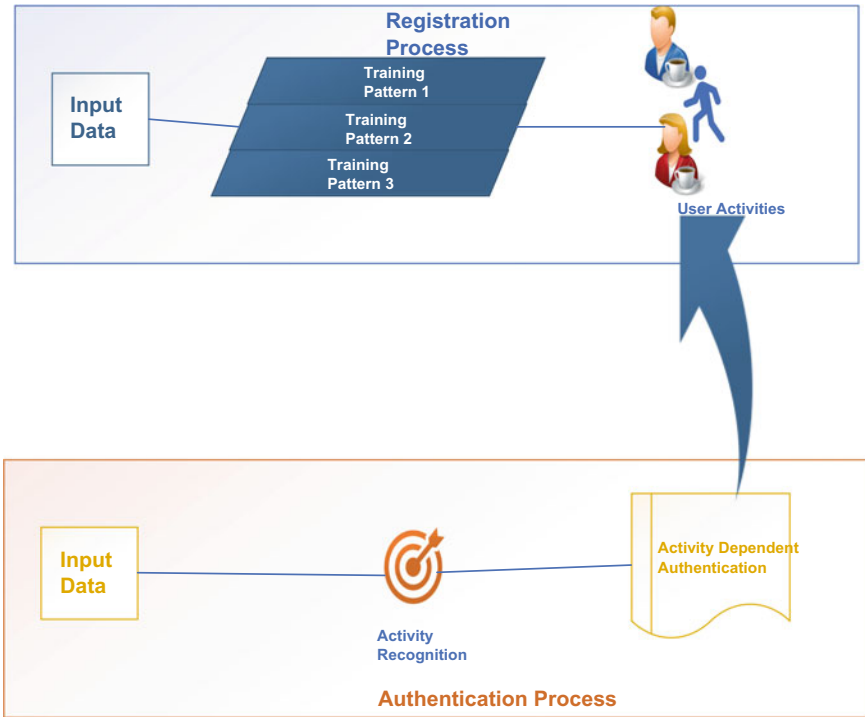 Registration
Process
Input
Data
Training
Pattern 1
Training
Pattern 2
Training
Pattern 3
User Activities
Input
Data
Activity
Recognition
Activity Dependent
Authentication
Authentication Process